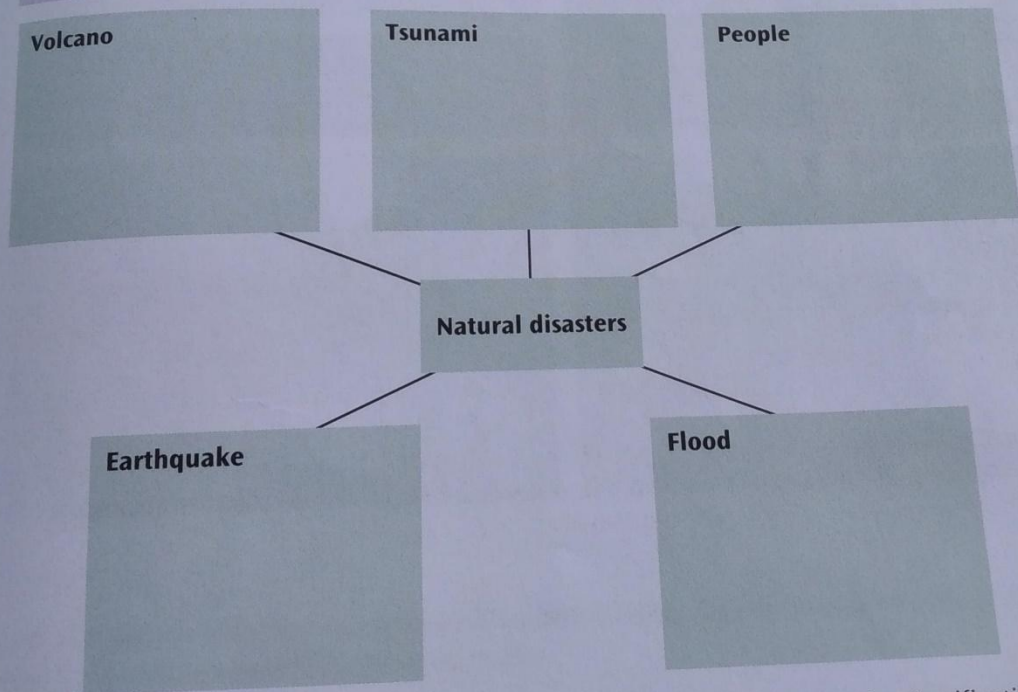 Volcano
Tsunami
People
Natural disasters
Earthquake
Flood